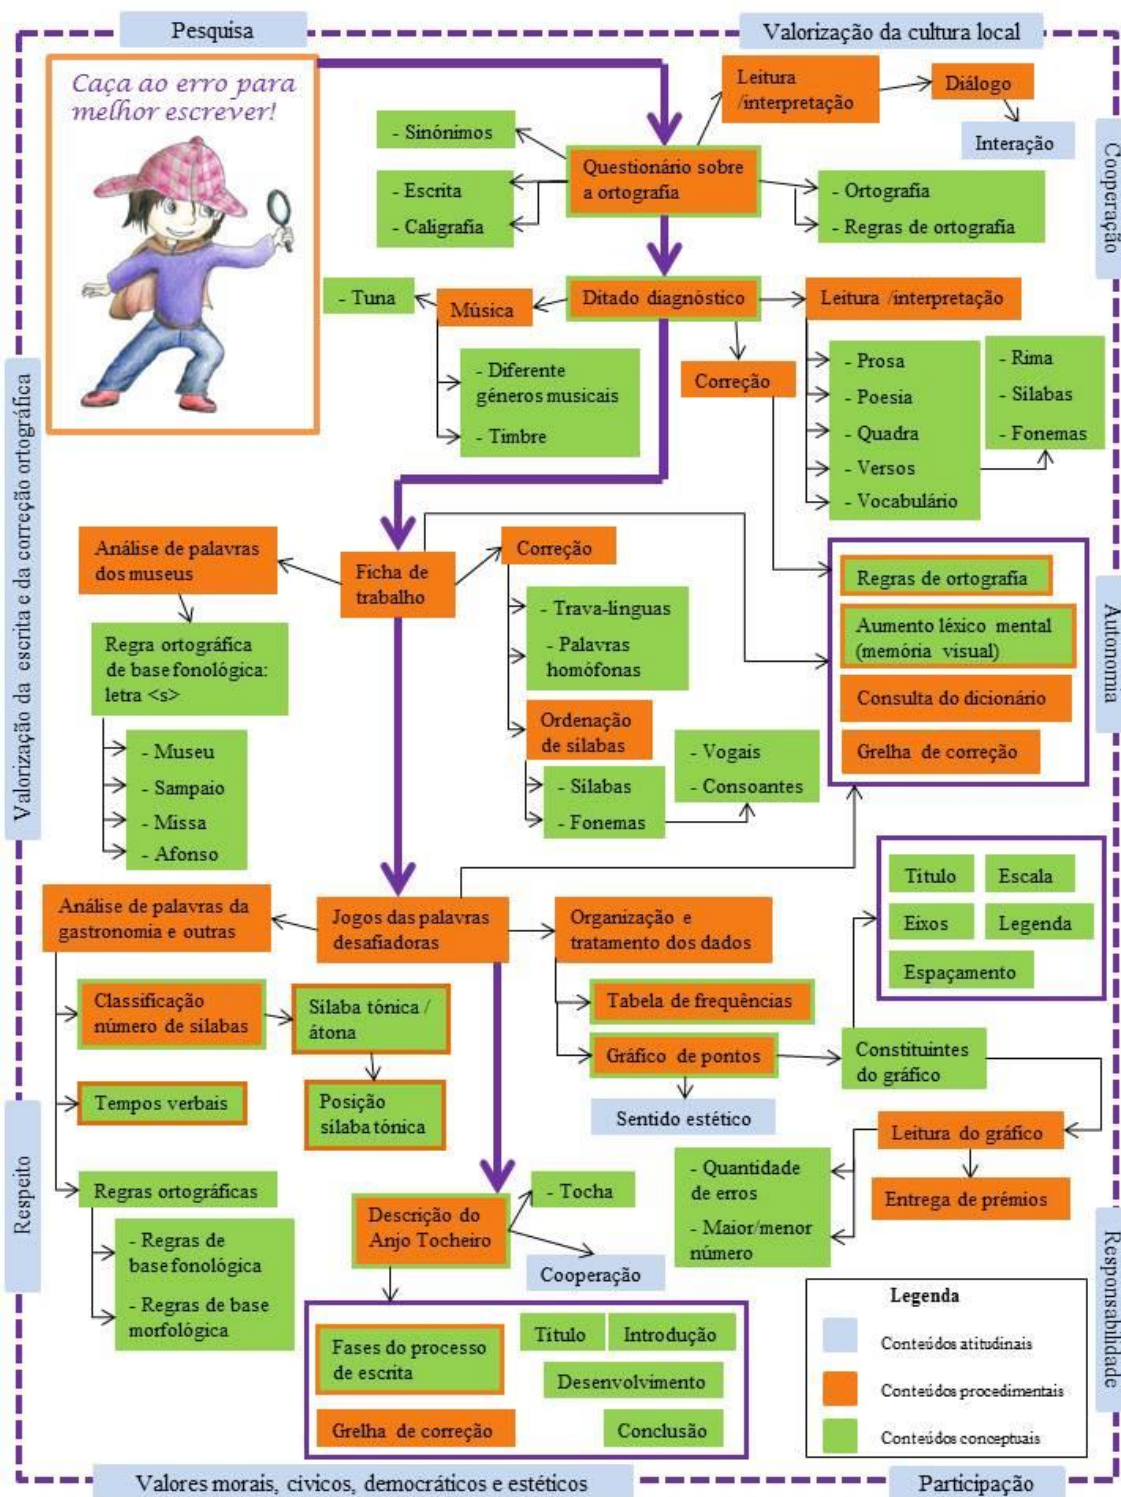 Pesquisa
Valorização da cultura local
Caça ao erro para
melhor escrever!
Leitura
/interpretação
Diálogo
Interação
Cooperação
- Sinónimos
- Escrita
- Caligrafia
Questionário sobre
a ortografia
- Ortografia
- Regras de ortografia
- Tuna
Música
Ditado diagnóstico
Leitura /interpretação
- Diferente
géneros musicais
- Timbre
Correção
- Prosa
- Poesia
- Quadra
- Versos
- Vocabulário
- Rima
- Sílabas
- Fonemas
Valorização da escrita e da correção ortográfica
Análise de palavras
dos museus
Ficha de
trabalho
Correção
Regras de ortografia
Aumento léxico mental
(memória visual)
Consulta do dicionário
Grelha de correção
Autonomia
Regra ortográfica
de base fonológica:
letra <s>
- Trava-línguas
- Palavras
homófonas
Ordenação
de sílabas
- Museu
- Sampaio
- Missa
- Afonso
- Sílabas
- Fonemas
- Vogais
- Consoantes
Análise de palavras da
gastronomia e outras
Jogos das palavras
desafiadoras
Organização e
tratamento dos dados
Título
Escala
Eixos
Legenda
Espaçamento
Classificação
número de sílabas
Sílaba tónica /
átona
Tabela de frequências
Gráfico de pontos
Constituintes
do gráfico
Tempos verbais
Posição
sílaba tónica
Sentido estético
Leitura do gráfico
Respeito
Regras ortográficas
- Quantidade
de erros
- Maior/menor
número
Entrega de prémios
- Regras de
base fonológica
- Regras de base
morfológica
Descrição do
Anjo Tocheiro
- Tocha
Cooperação
Responsabilidade
Fases do processo
de escrita
Grelha de correção
Título
Introdução
Desenvolvimento
Conclusão
Legenda
Conteúdos atitudinais
Conteúdos procedimentais
Conteúdos conceptuais
Valores morais, cívicos, democráticos e estéticos
Participação